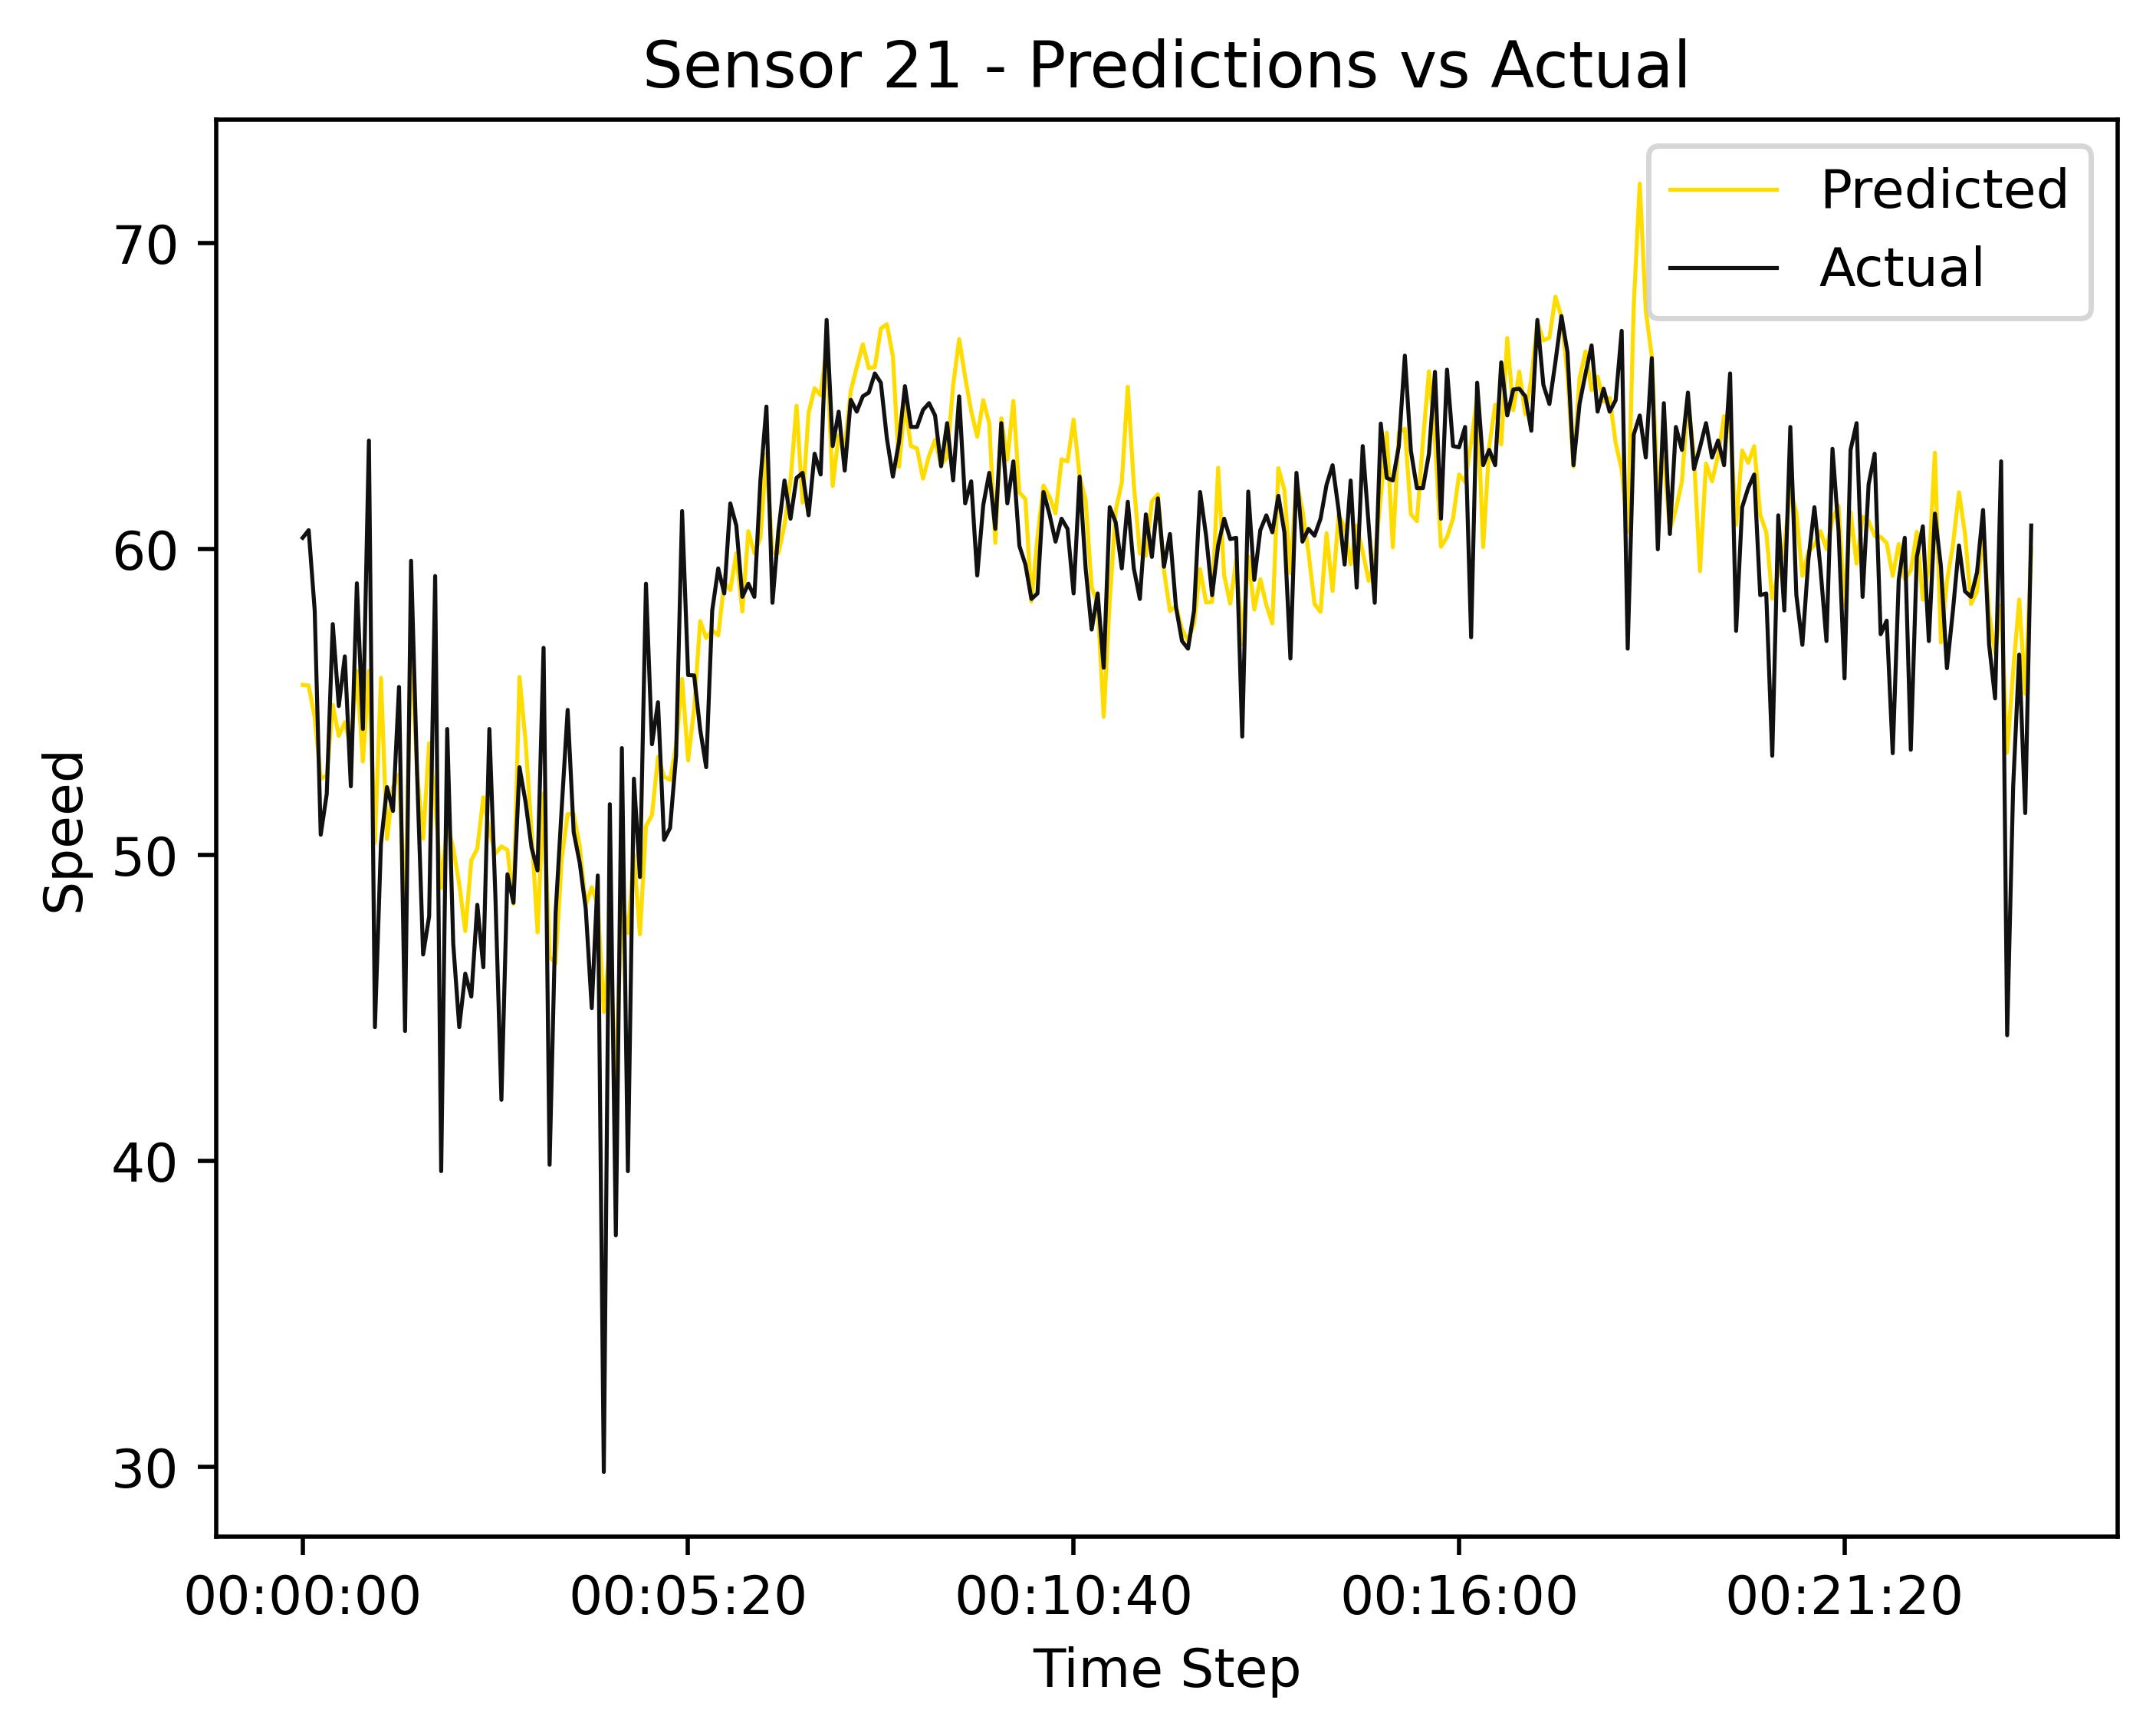 Sensor 21 - Predictions vs Actual
Predicted
Actual
70
60
50
40
30
Speed
00:00:00
00:05:20
00:10:40
00:16:00
00:21:20
Time Step